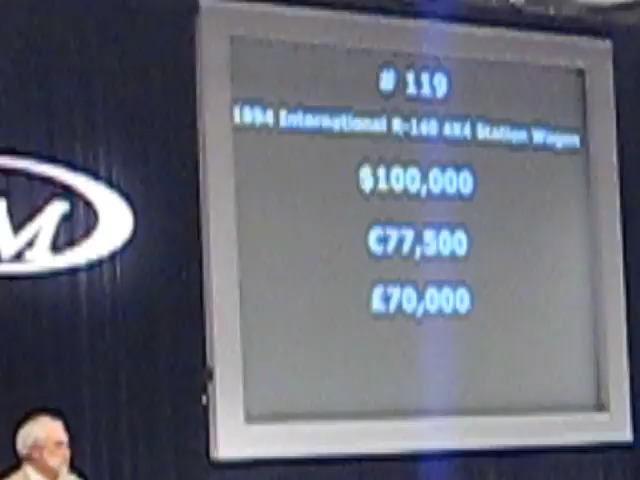 # 119
International R-140 4X4 Station Wagon
$100,000
€77,500
£70,000
M